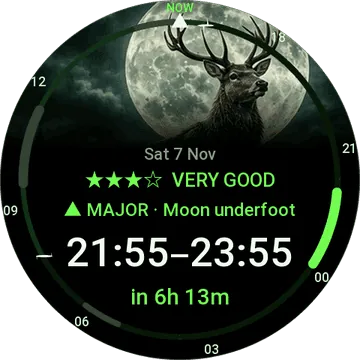 NOW
18
12
21
Sat 7 Nov
★★★☆ VERY GOOD
▲ MAJOR · Moon underfoot
09
21:55–23:55
00
in 6h 13m
06
03